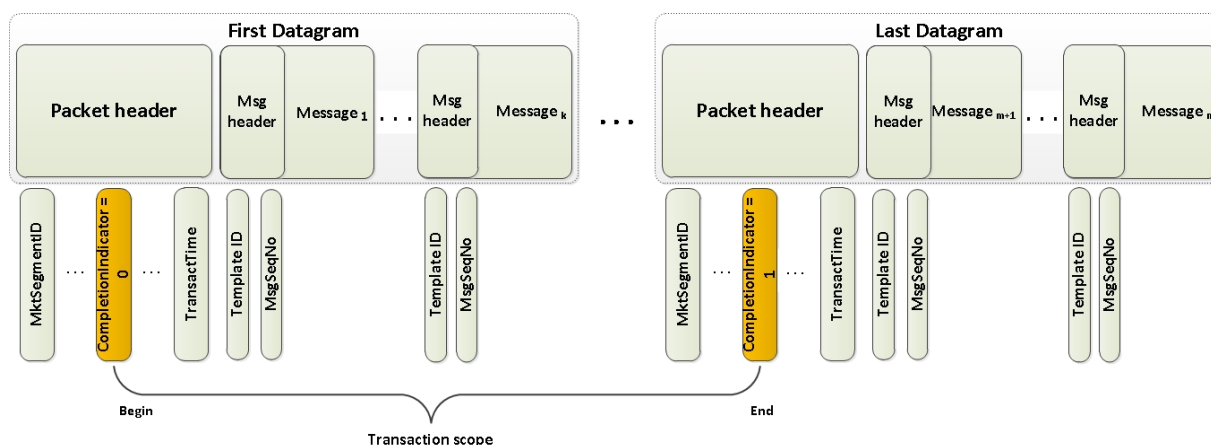 First Datagram
Last Datagram
Packet header
Msg header
Message 1
...
Msg header
Message k
...
Packet header
Msg header
Message m+1
...
Msg header
Message n
MktSegmentID
...
CompletionIndicator = 0
...
TransactTime
Template ID
MsgSeqNo
Template ID
MsgSeqNo
MktSegmentID
...
CompletionIndicator = 1
...
TransactTime
Template ID
MsgSeqNo
Template ID
MsgSeqNo
Begin
End
Transaction scope